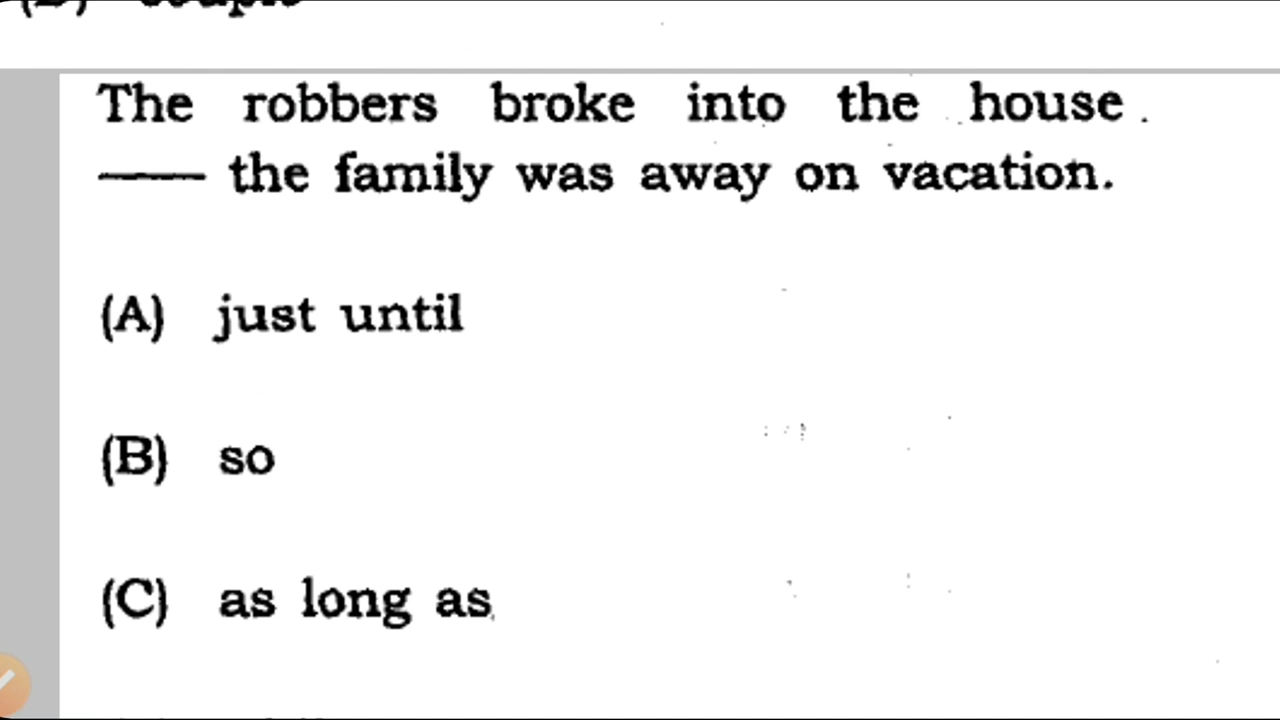 The robbers broke into the house
—— the family was away on vacation.
(A) just until
(B) so
(C) as long as